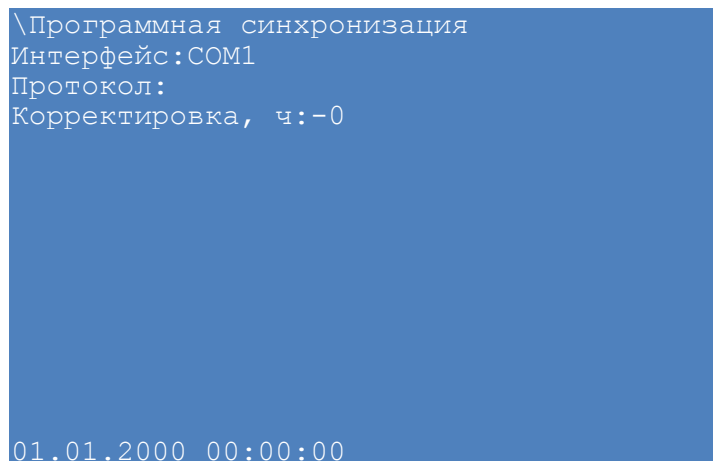 \Программная синхронизация
Интерфейс:COM1
Протокол:
Корректировка, ч:-0
01.01.2000 00:00:00